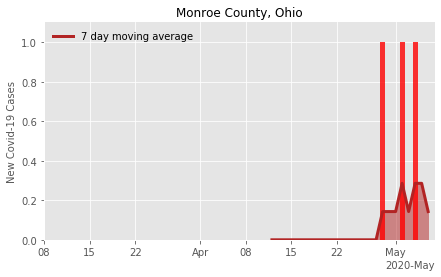 Monroe County, Ohio
7 day moving average
New Covid-19 Cases
1.0
0.8
0.6
0.4
0.2
0.0
08 15 22 Apr 08 15 22 May
2020-May